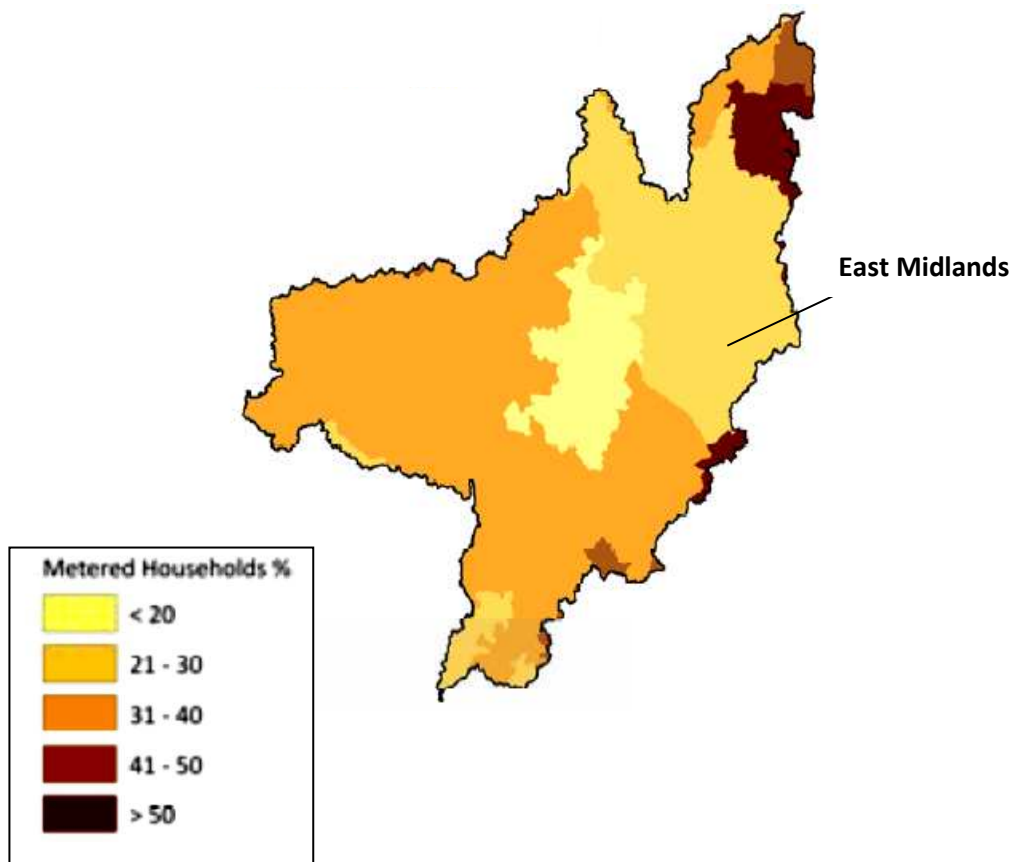 East Midlands
Metered Households %
< 20
21 - 30
31 - 40
41 - 50
> 50